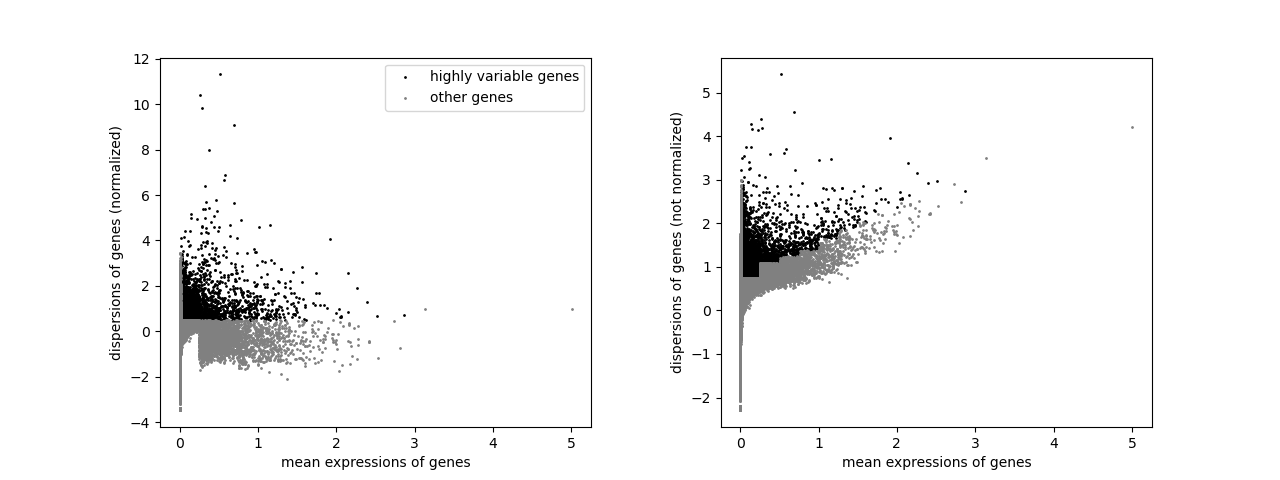 12
10
8
6
4
2
0
−2
−4
dispersions of genes (normalized)
highly variable genes
other genes
0 1 2 3 4 5
mean expressions of genes
5
4
3
2
1
0
−1
−2
dispersions of genes (not normalized)
0 1 2 3 4 5
mean expressions of genes